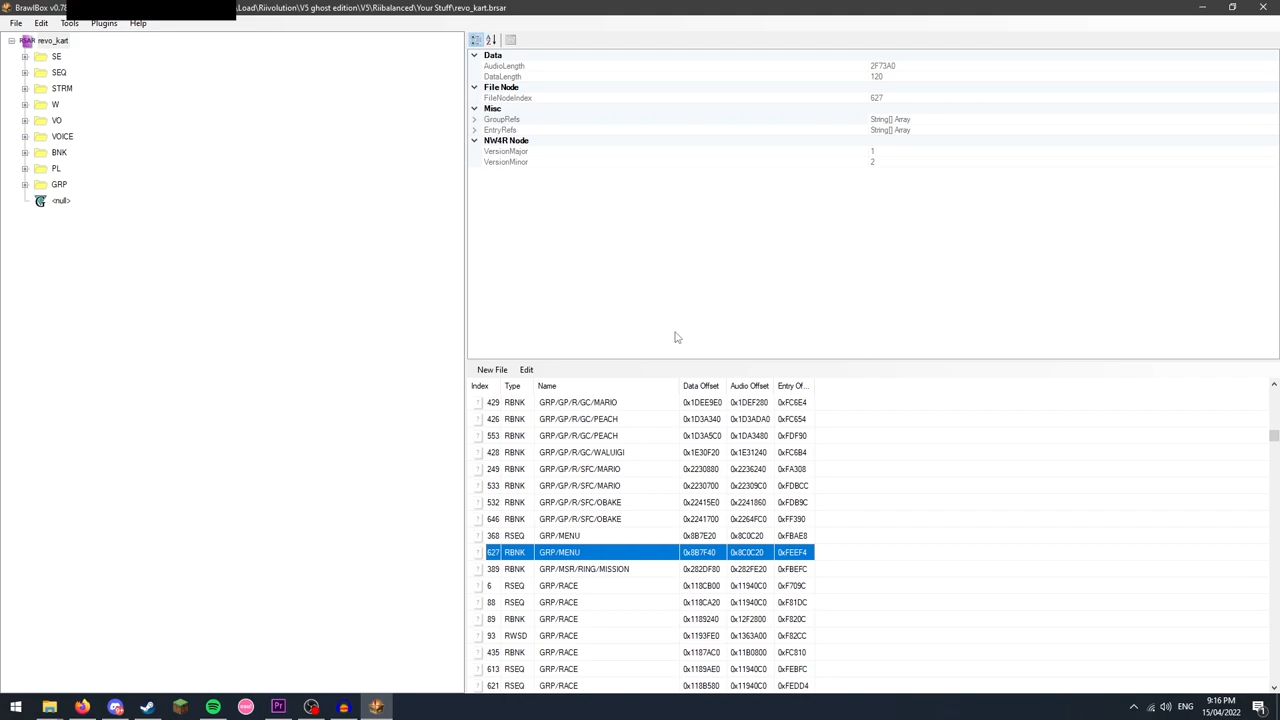 BrawlBox v0.78 Load\Riivolution\V5 ghost edition\V5\Riibalanced\Your Stuff\revo_kart.brsar
File Edit Tools Plugins Help
RSAR revo_kart
SE
SEQ
STRM
W
VO
VOICE
BNK
PL
GRP
<null>
Data
AudioLength 2F73A0
DataLength 120
File Node
FileNodeIndex 627
Misc
GroupRefs String[] Array
EntryRefs String[] Array
NW4R Node
VersionMajor 1
VersionMinor 2
New File Edit
Index Type Name Data Offset Audio Offset Entry Of...
429 RBNK GRP/GP/R/GC/MARIO 0x1DEE9E0 0x1DEF280 0xFC6E4
426 RBNK GRP/GP/R/GC/PEACH 0x1D3A340 0x1D3ADA0 0xFC654
553 RBNK GRP/GP/R/GC/PEACH 0x1D3A5C0 0x1DA3480 0xFDF90
428 RBNK GRP/GP/R/GC/WALUIGI 0x1E30F20 0x1E31240 0xFC6B4
249 RBNK GRP/GP/R/SFC/MARIO 0x2230880 0x2236240 0xFA308
533 RBNK GRP/GP/R/SFC/MARIO 0x2230700 0x22309C0 0xFDBCC
532 RBNK GRP/GP/R/SFC/OBAKE 0x22415E0 0x2241860 0xFDB9C
646 RBNK GRP/GP/R/SFC/OBAKE 0x2241700 0x2264FC0 0xFF390
368 RSEQ GRP/MENU 0x8B7E20 0x8C0C20 0xFBAE8
627 RBNK GRP/MENU 0x8B7F40 0x8C0C20 0xFEEF4
389 RBNK GRP/MSR/RING/MISSION 0x282DF80 0x282FE20 0xFBEFC
6 RSEQ GRP/RACE 0x118CB00 0x11940C0 0xF709C
88 RSEQ GRP/RACE 0x118CA20 0x11940C0 0xF81DC
89 RBNK GRP/RACE 0x1189240 0x12F2800 0xF820C
93 RWSD GRP/RACE 0x1193FE0 0x1363A00 0xF82CC
435 RBNK GRP/RACE 0x1187AC0 0x11B0800 0xFC810
613 RSEQ GRP/RACE 0x1189AE0 0x11940C0 0xFEBFC
621 RSEQ GRP/RACE 0x118B580 0x11940C0 0xFEDD4
osu!
Pr
ENG
9:16 PM
15/04/2022